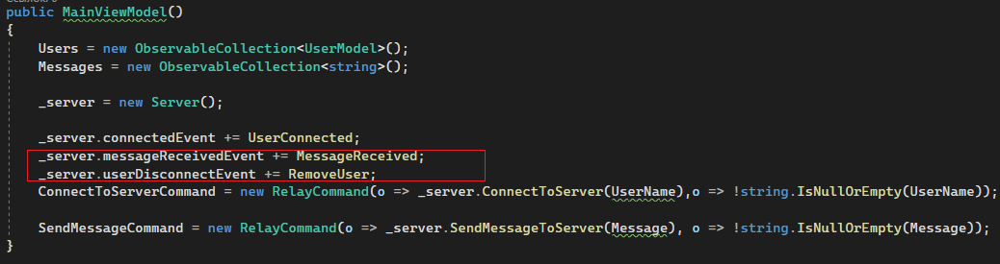 public MainViewModel()
{
Users = new ObservableCollection<UserModel>();
Messages = new ObservableCollection<string>();
_server = new Server();
_server.connectedEvent += UserConnected;
_server.messageReceivedEvent += MessageReceived;
_server.userDisconnectEvent += RemoveUser;
ConnectToServerCommand = new RelayCommand(o => _server.ConnectToServer(UserName),o => !string.IsNullOrEmpty(UserName));
SendMessageCommand = new RelayCommand(o => _server.SendMessageToServer(Message), o => !string.IsNullOrEmpty(Message));
}